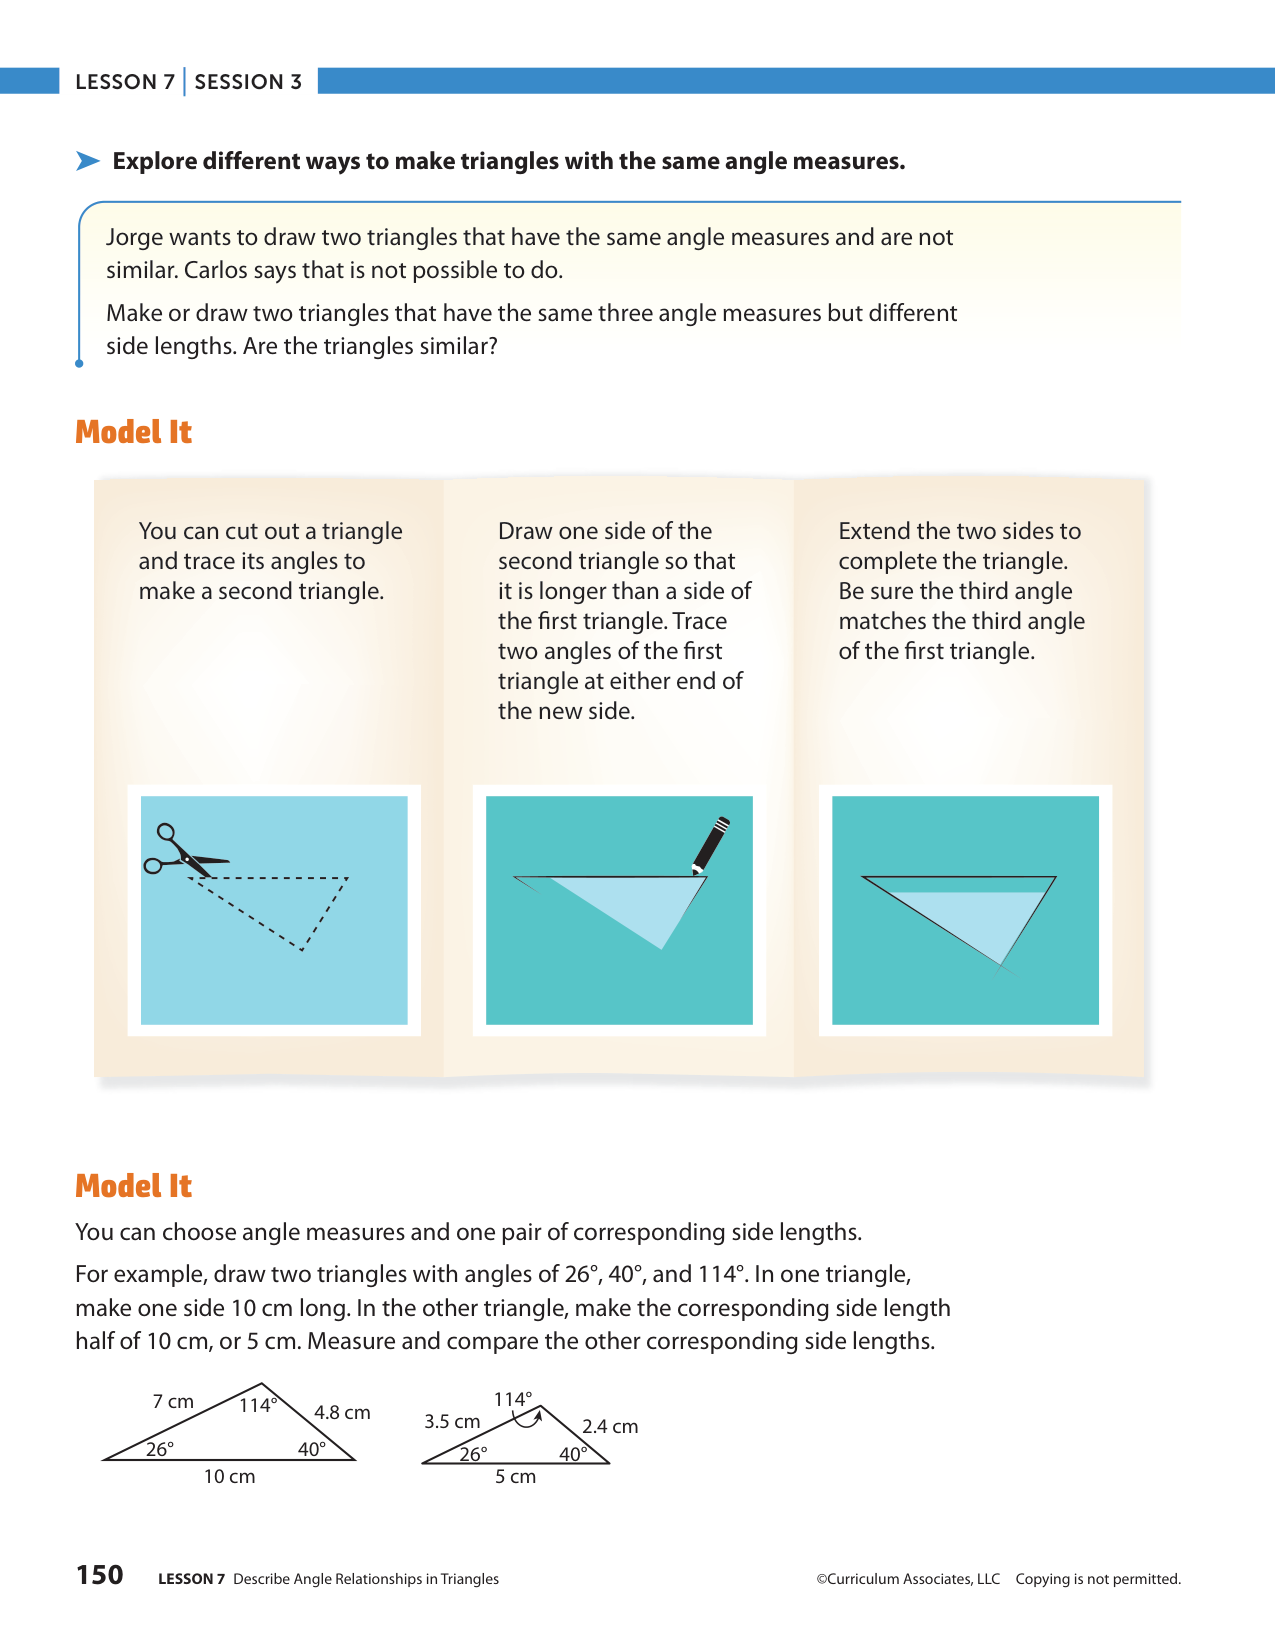 LESSON 7 | SESSION 3
Explore different ways to make triangles with the same angle measures.
Jorge wants to draw two triangles that have the same angle measures and are not
similar. Carlos says that is not possible to do.
Make or draw two triangles that have the same three angle measures but different
side lengths. Are the triangles similar?
Model It
You can cut out a triangle
and trace its angles to
make a second triangle.
Draw one side of the
second triangle so that
it is longer than a side of
the first triangle. Trace
two angles of the first
triangle at either end of
the new side.
Extend the two sides to
complete the triangle.
Be sure the third angle
matches the third angle
of the first triangle.
Model It
You can choose angle measures and one pair of corresponding side lengths.
For example, draw two triangles with angles of 26°, 40°, and 114°. In one triangle,
make one side 10 cm long. In the other triangle, make the corresponding side length
half of 10 cm, or 5 cm. Measure and compare the other corresponding side lengths.
7 cm
114°
4.8 cm
26°
40°
10 cm
114°
3.5 cm
2.4 cm
26°
40°
5 cm
150 LESSON 7 Describe Angle Relationships in Triangles
©Curriculum Associates, LLC Copying is not permitted.